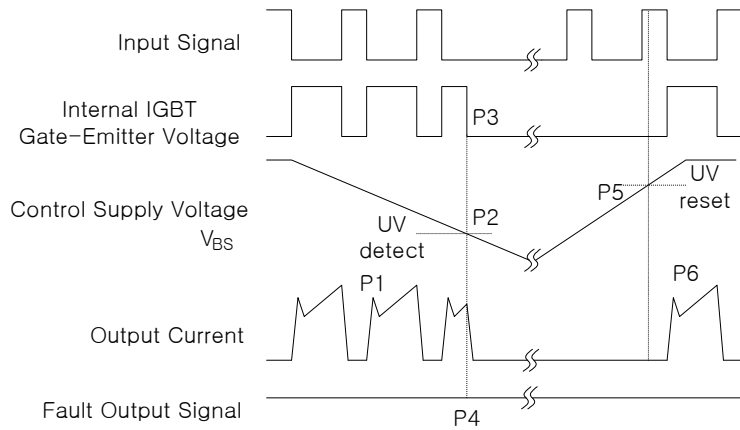 Input Signal
Internal IGBT
Gate-Emitter Voltage
P3
Control Supply Voltage
VBS
UV
detect
P2
P5
UV
reset
P1
P6
Output Current
Fault Output Signal
P4